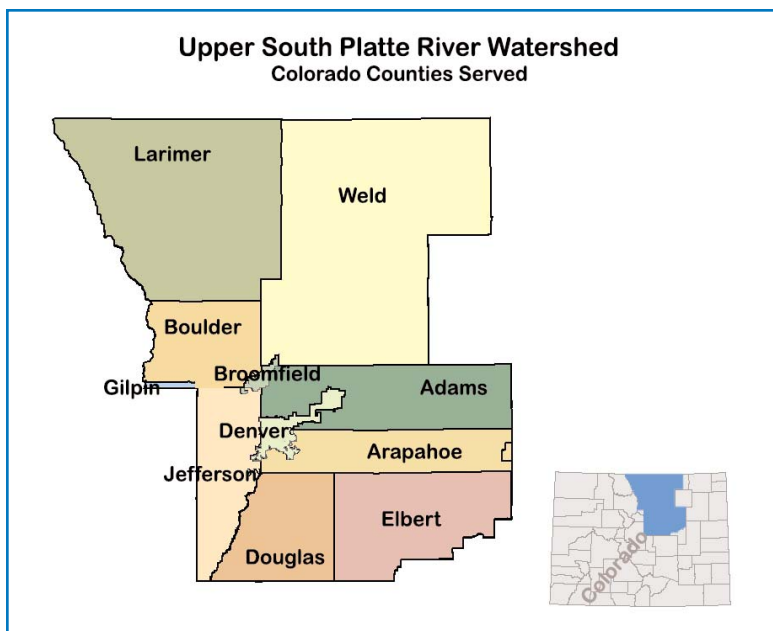 Upper South Platte River Watershed
Colorado Counties Served
Larimer
Weld
Boulder
Broomfield
Gilpin
Adams
Denver
Arapahoe
Jefferson
Elbert
Douglas
Colorado